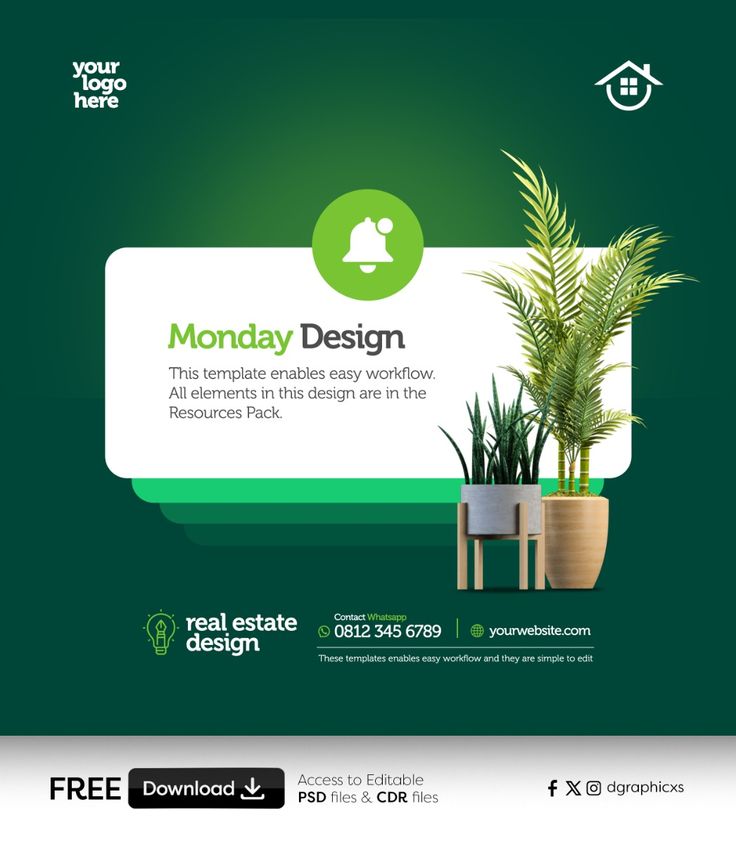 your
logo
here
Monday Design
This template enables easy workflow.
All elements in this design are in the
Resources Pack.
real estate
design
Contact Whatsapp
0812 345 6789
yourwebsite.com
These templates enables easy workflow and they are simple to edit
FREE
Download
Access to Editable
PSD files & CDR files
dgraphicxs